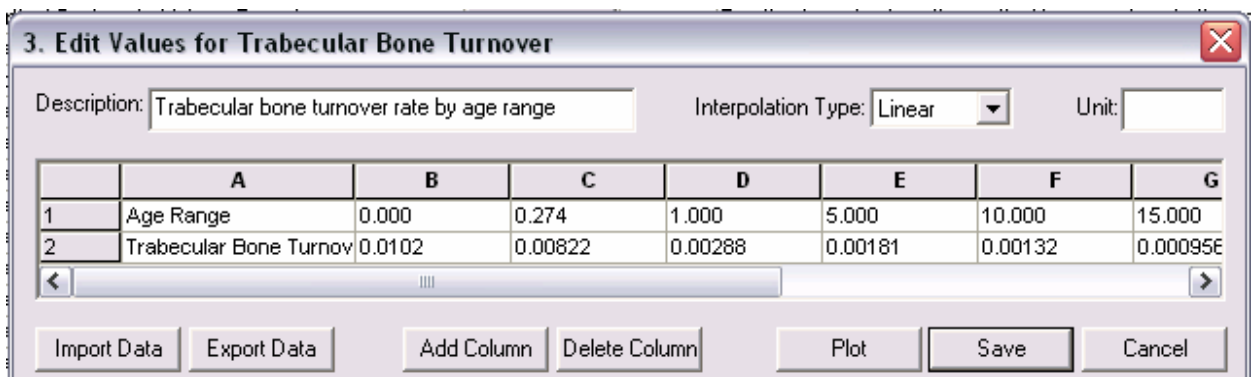 3. Edit Values for Trabecular Bone Turnover
Description: Trabecular bone turnover rate by age range Interpolation Type: Linear Unit:
A B C D E F G
1 Age Range 0.000 0.274 1.000 5.000 10.000 15.000
2 Trabecular Bone Turnov 0.0102 0.00822 0.00288 0.00181 0.00132 0.000956
Import Data Export Data Add Column Delete Column Plot Save Cancel